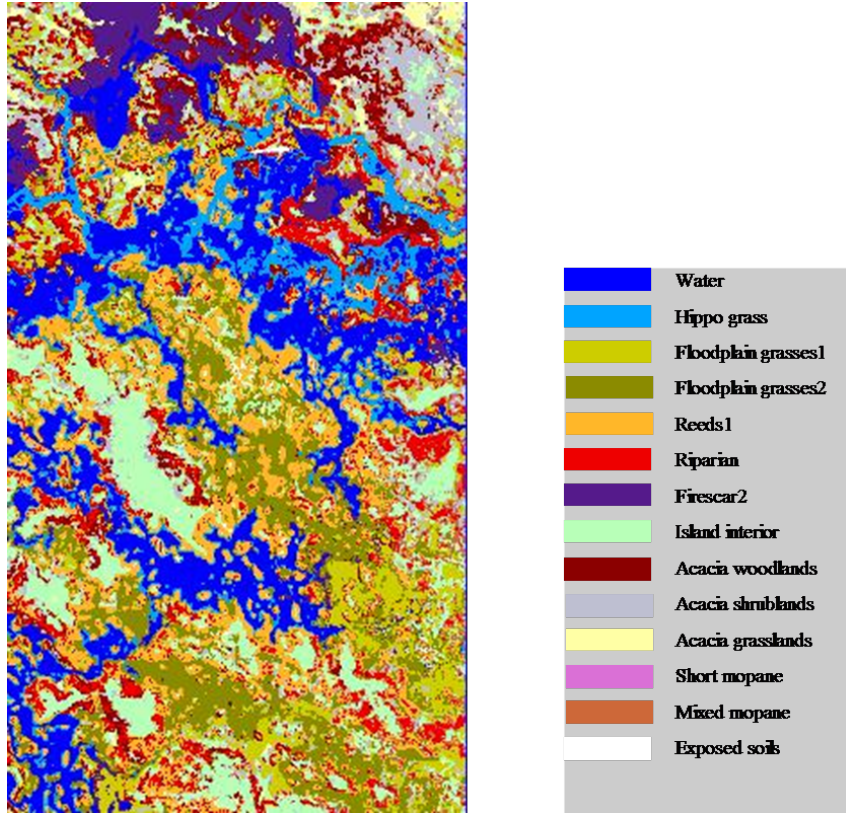 Water
Hippo grass
Floodplain grasses1
Floodplain grasses2
Reeds1
Riparian
Firescar2
Island interior
Acacia woodlands
Acacia shrublands
Acacia grasslands
Short mopane
Mixed mopane
Exposed soils